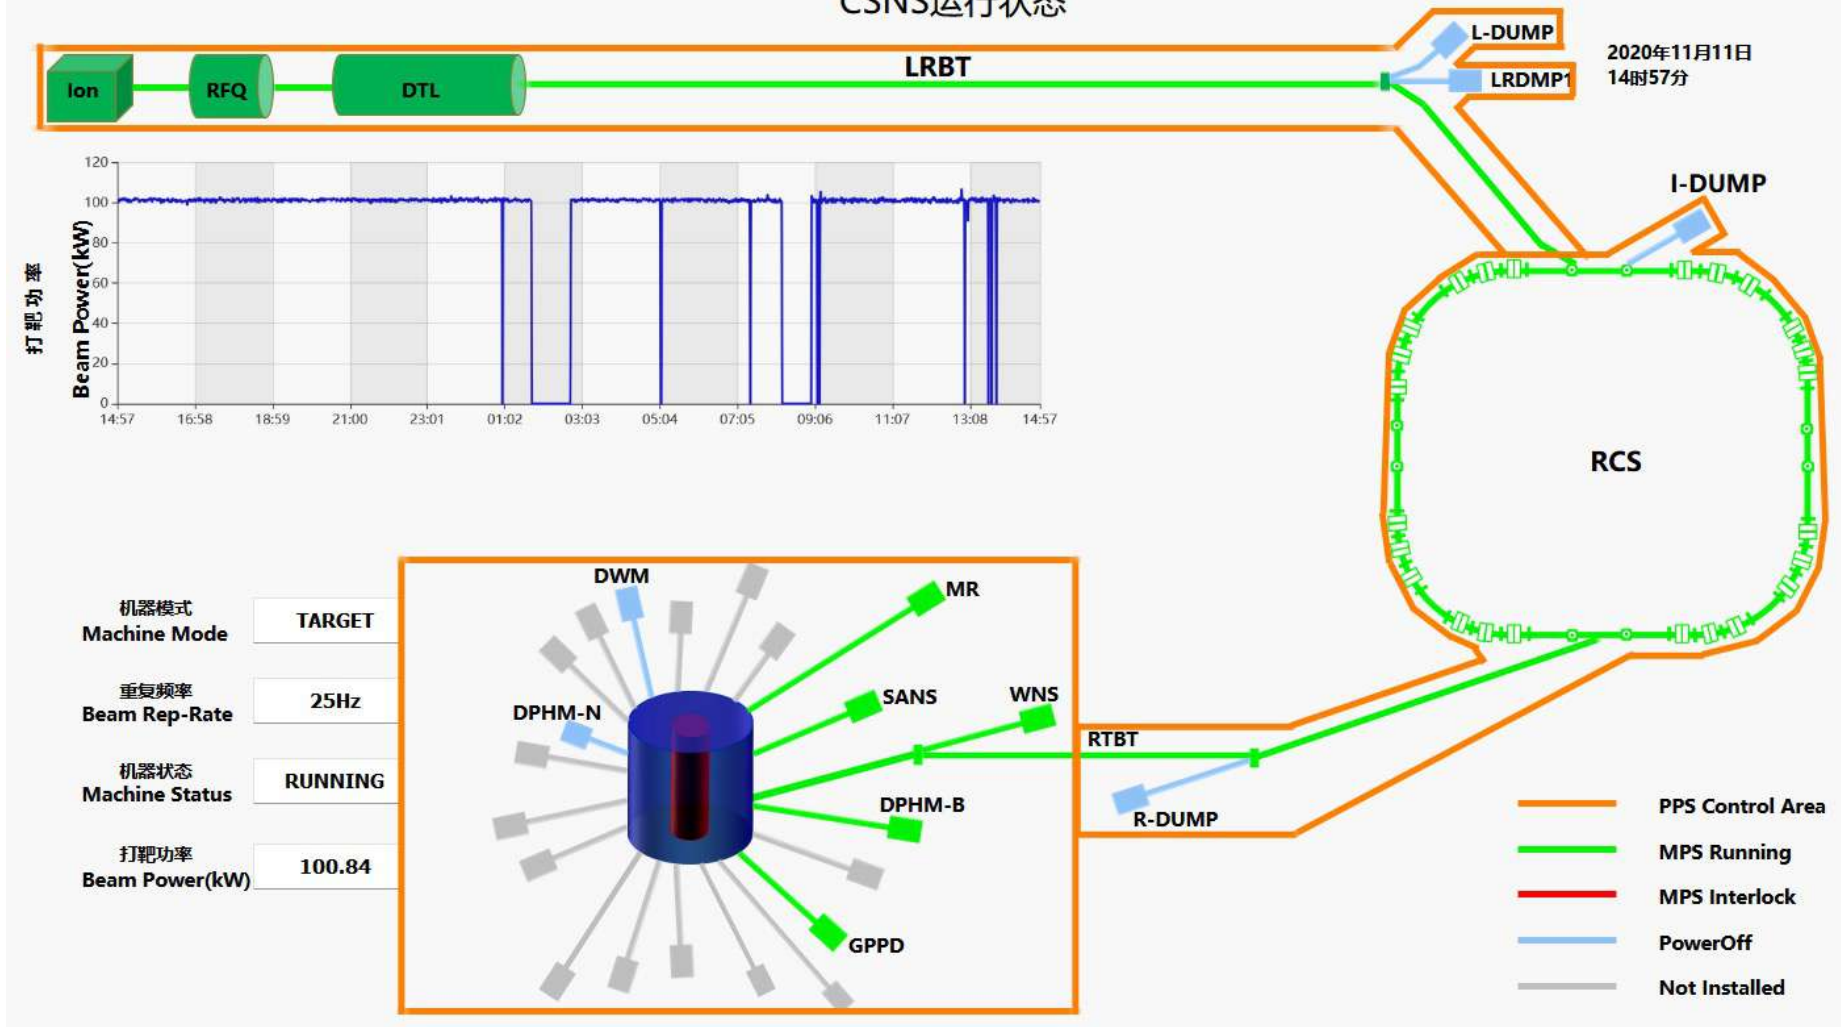 CSNS运行状态
L-DUMP
2020年11月11日
14时57分
LRBT
LRDMP1
Ion
RFQ
DTL
I-DUMP
120
100
80
60
40
20
0
打靶功率
Beam Power(kW)
14:57
16:58
18:59
21:00
23:01
01:02
03:03
05:04
07:05
09:06
11:07
13:08
14:57
RCS
机器模式
Machine Mode
TARGET
重复频率
Beam Rep-Rate
25Hz
机器状态
Machine Status
RUNNING
打靶功率
Beam Power(kW)
100.84
DWM
MR
SANS
WNS
DPHM-N
DPHM-B
GPPD
RTBT
R-DUMP
PPS Control Area
MPS Running
MPS Interlock
PowerOff
Not Installed